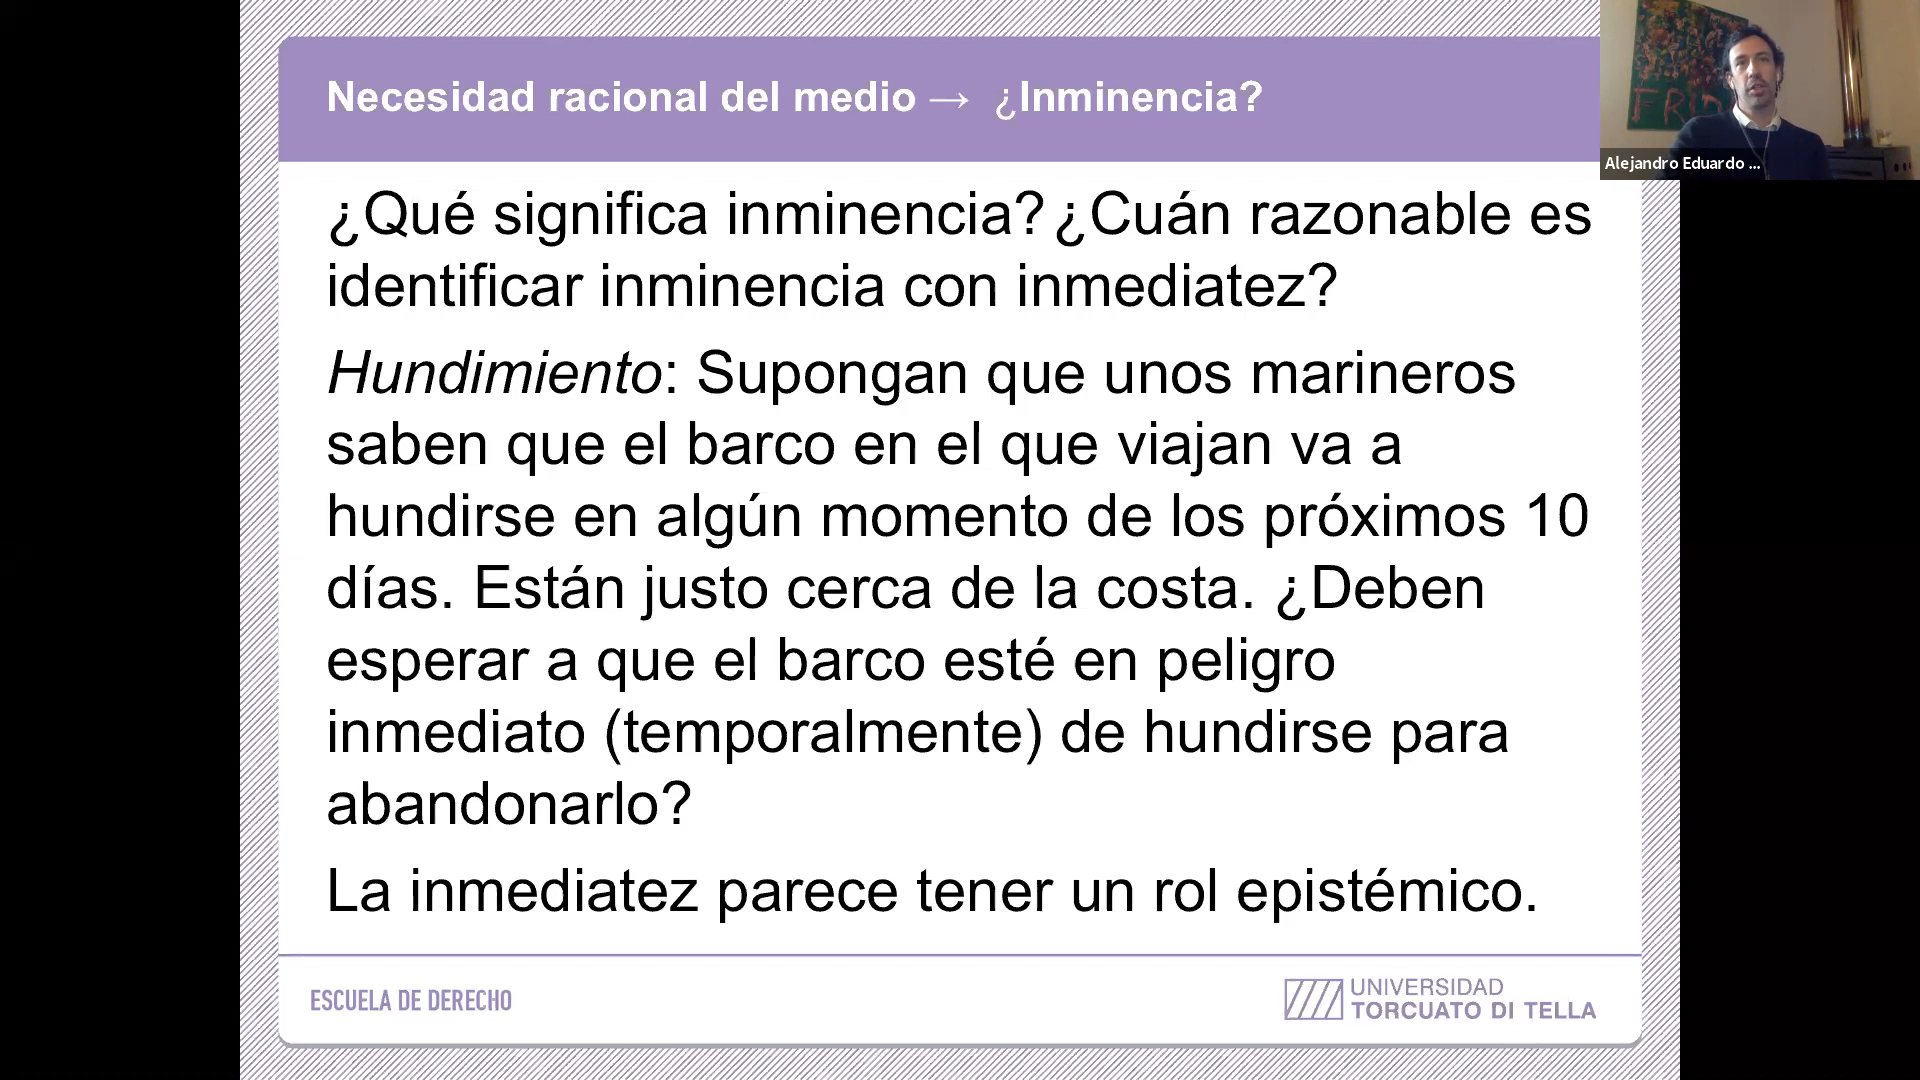 Necesidad racional del medio → ¿Inminencia?
Alejandro Eduardo ...
¿Qué significa inminencia? ¿Cuán razonable es
identificar inminencia con inmediatez?
Hundimiento: Supongan que unos marineros
saben que el barco en el que viajan va a
hundirse en algún momento de los próximos 10
días. Están justo cerca de la costa. ¿Deben
esperar a que el barco esté en peligro
inmediato (temporalmente) de hundirse para
abandonarlo?
La inmediatez parece tener un rol epistémico.
ESCUELA DE DERECHO
UNIVERSIDAD
TORCUATO DI TELLA